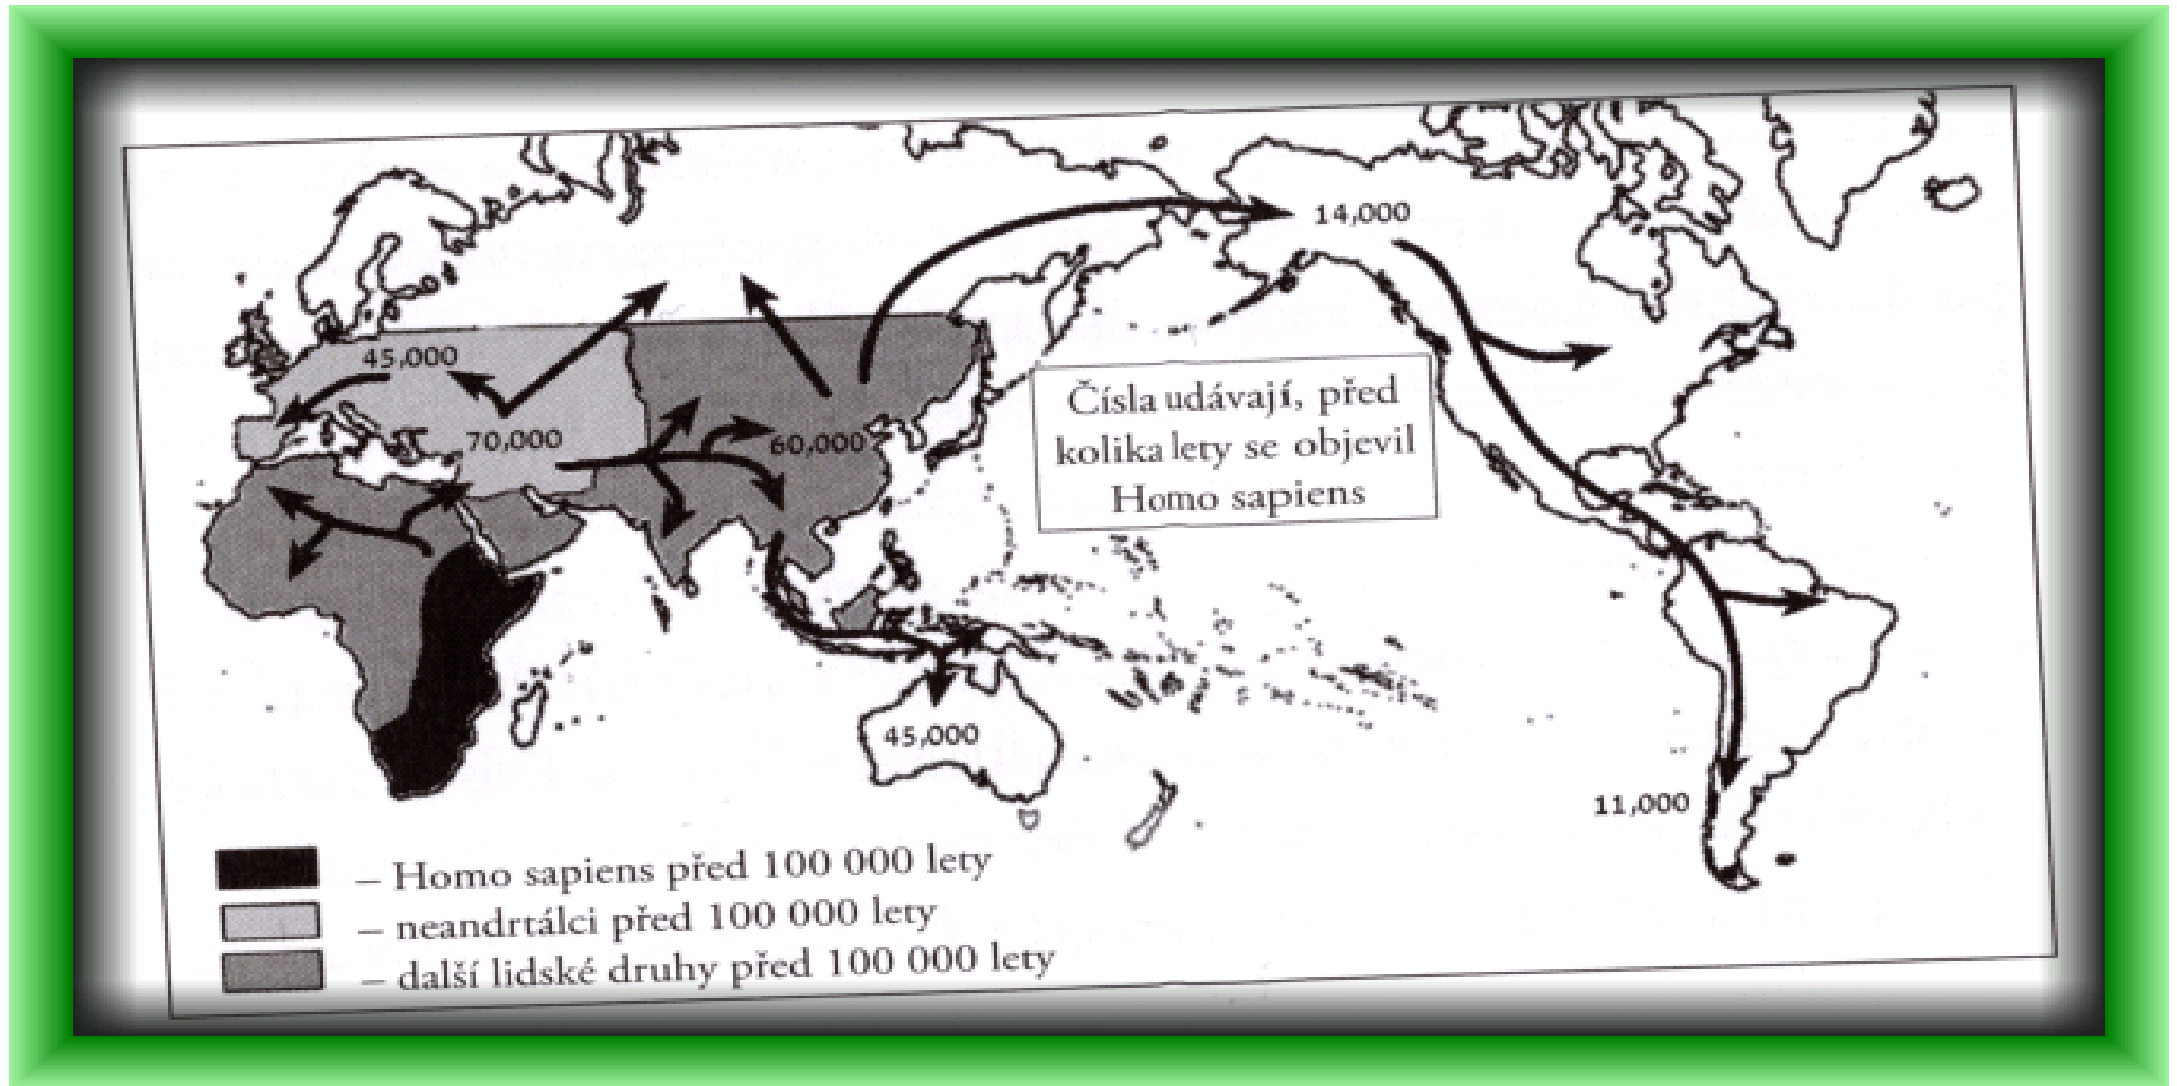 14,000
45,000
70,000
60,000
Čísla udávají, před
kolika lety se objevil
Homo sapiens
45,000
11,000
– Homo sapiens před 100 000 lety
– neandrtálci před 100 000 lety
– další lidské druhy před 100 000 lety